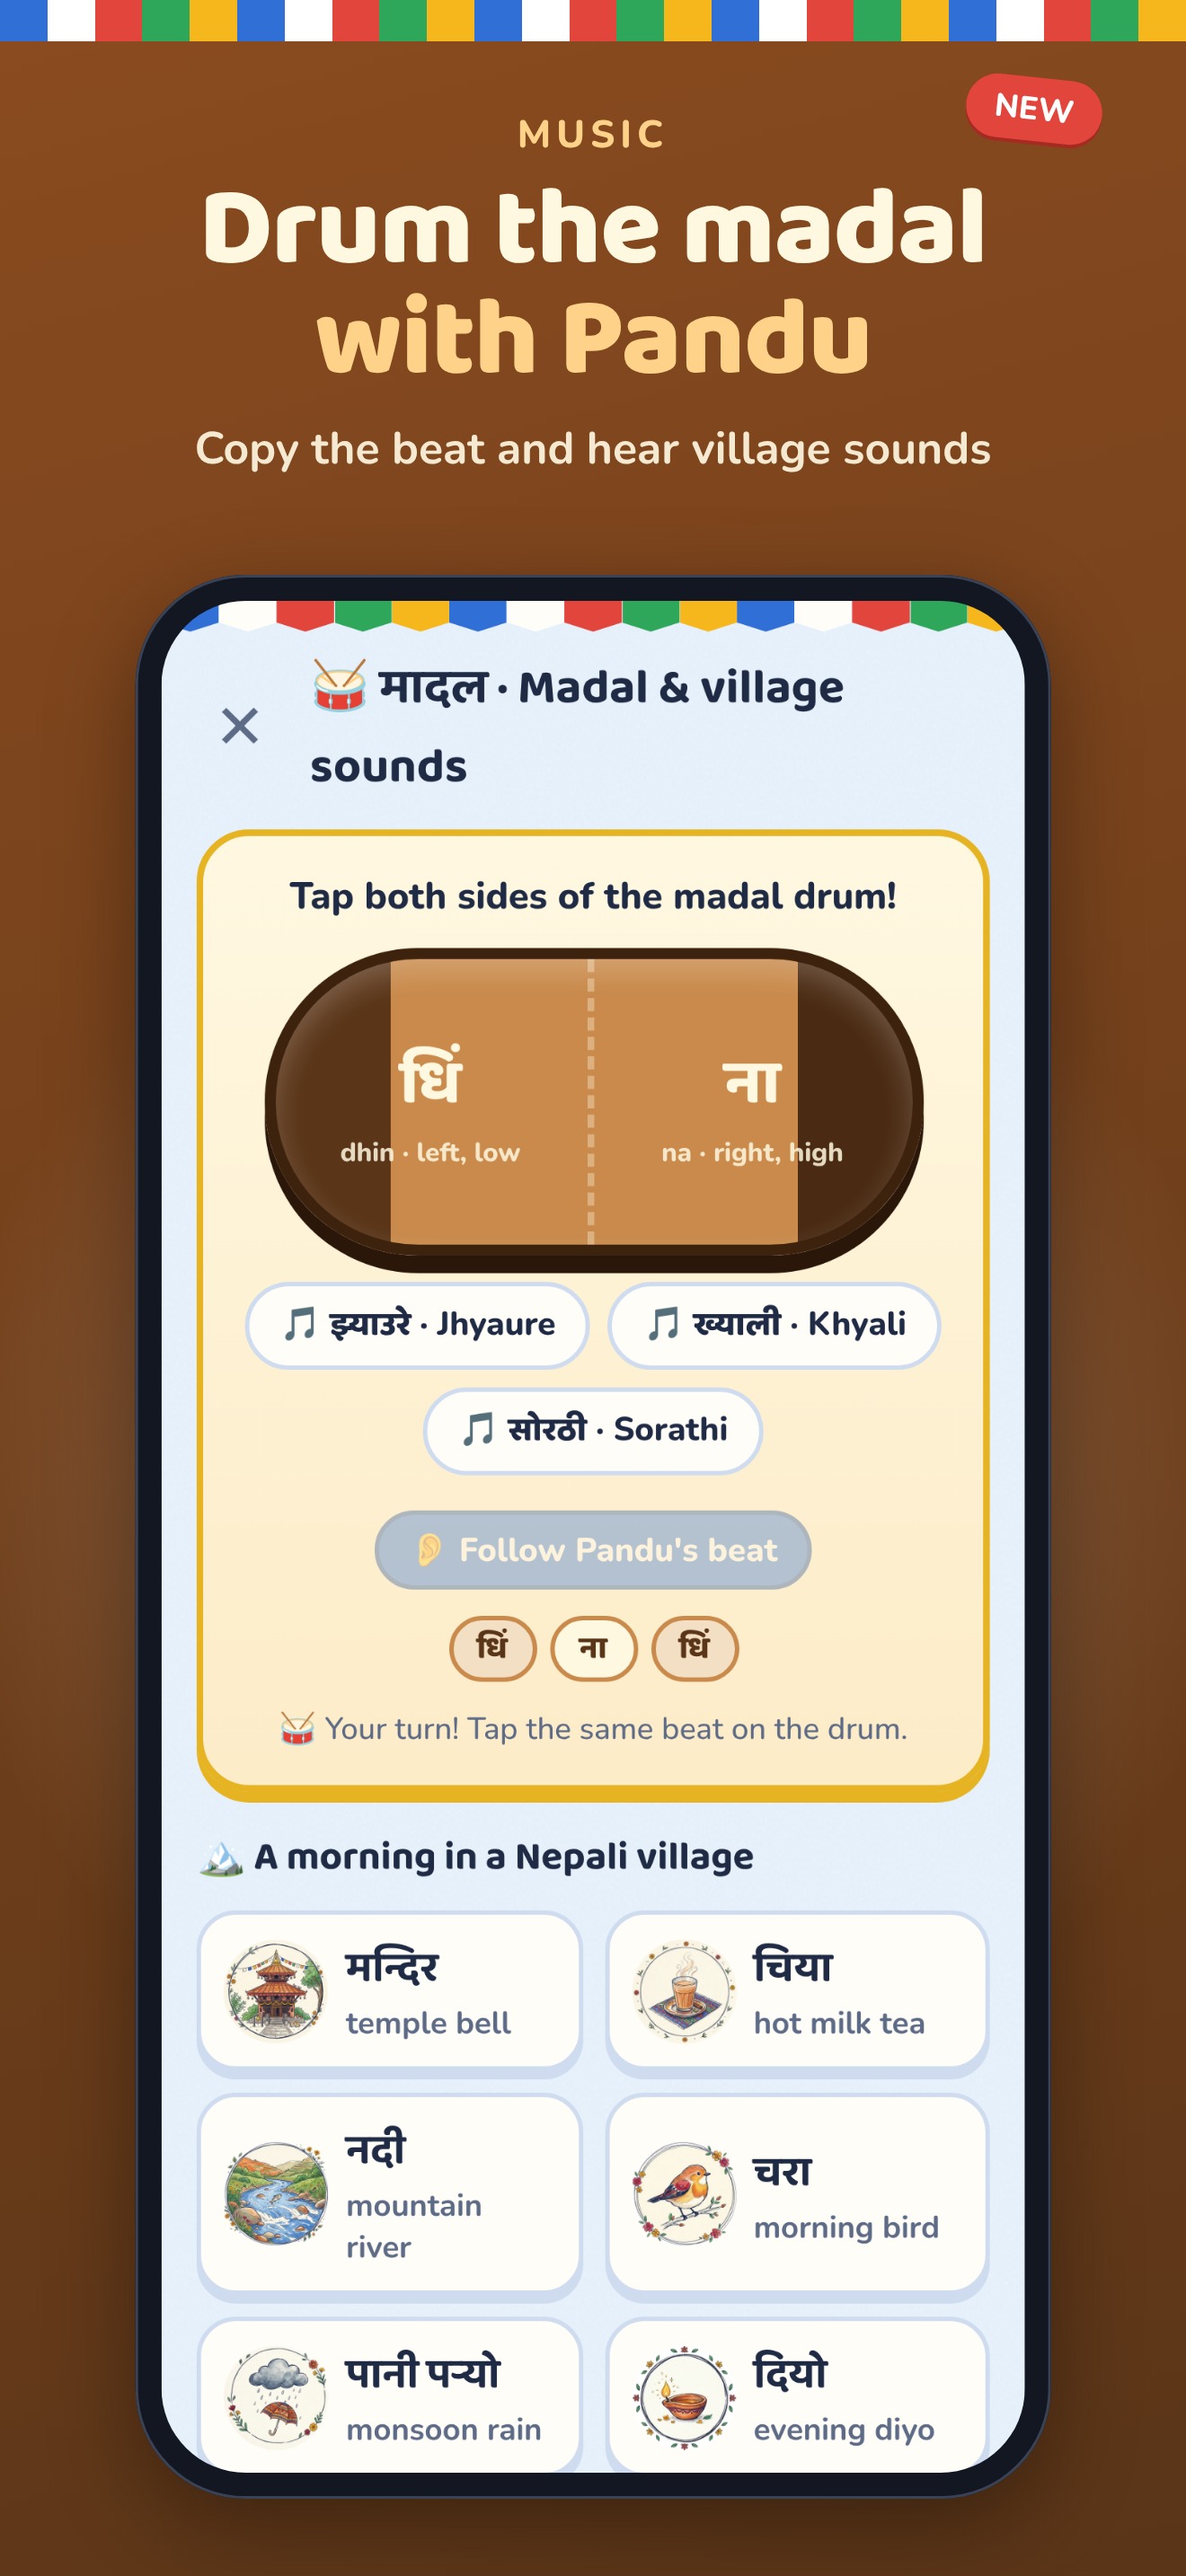 NEW
MUSIC
Drum the madal
with Pandu
Copy the beat and hear village sounds
मादल · Madal & village
sounds
Tap both sides of the madal drum!
धिं
dhin · left, low
ना
na · right, high
झ्याउरे · Jhyaure
ख्याली · Khyali
सोरठी · Sorathi
Follow Pandu's beat
धिं ना धिं
Your turn! Tap the same beat on the drum.
A morning in a Nepali village
मन्दिर
temple bell
चिया
hot milk tea
नदी
mountain
river
चरा
morning bird
पानी पर्‍यो
monsoon rain
दियो
evening diyo